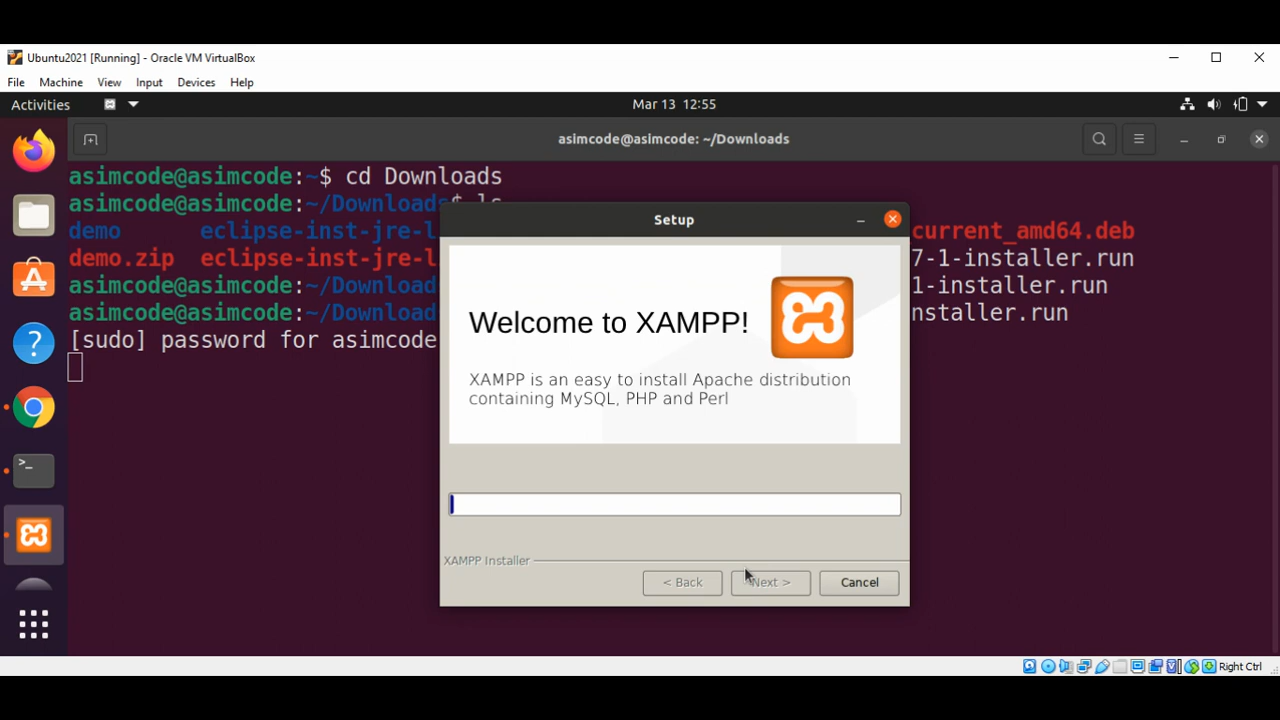 Ubuntu2021 [Running] - Oracle VM VirtualBox
File Machine View Input Devices Help
Activities
Mar 13 12:55
asimcode@asimcode: ~/Downloads
asimcode@asimcode:~$ cd Downloads
asimcode@asimcode:~/Downloads$ ls
demo eclipse-inst-jre-l current_amd64.deb
demo.zip eclipse-inst-jre-l 7-1-installer.run
asimcode@asimcode:~/Download 1-installer.run
asimcode@asimcode:~/Download nstaller.run
[sudo] password for asimcode
Setup
Welcome to XAMPP!
XAMPP is an easy to install Apache distribution
containing MySQL, PHP and Perl
XAMPP Installer
< Back Next > Cancel
Right Ctrl